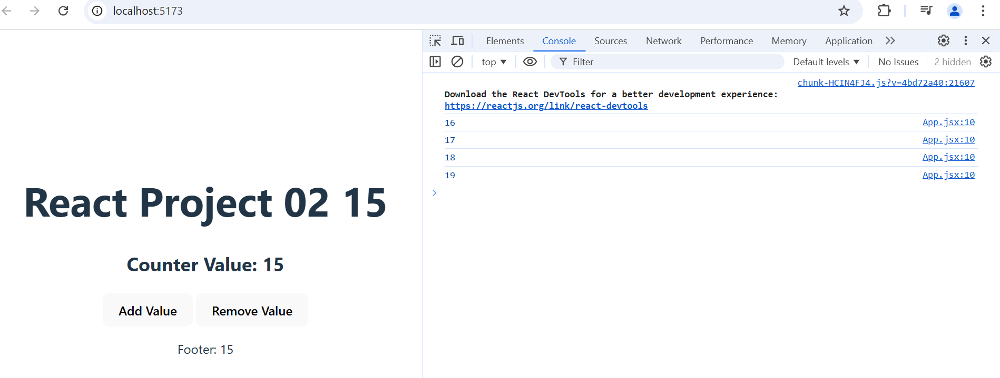 localhost:5173
Elements Console Sources Network Performance Memory Application
top Filter Default levels No Issues 2 hidden
chunk-HCIN4FJ4.js?v=4bd72a40:21607
Download the React DevTools for a better development experience:
https://reactjs.org/link/react-devtools
16 App.jsx:10
17 App.jsx:10
18 App.jsx:10
19 App.jsx:10
React Project 02 15
Counter Value: 15
Add Value Remove Value
Footer: 15